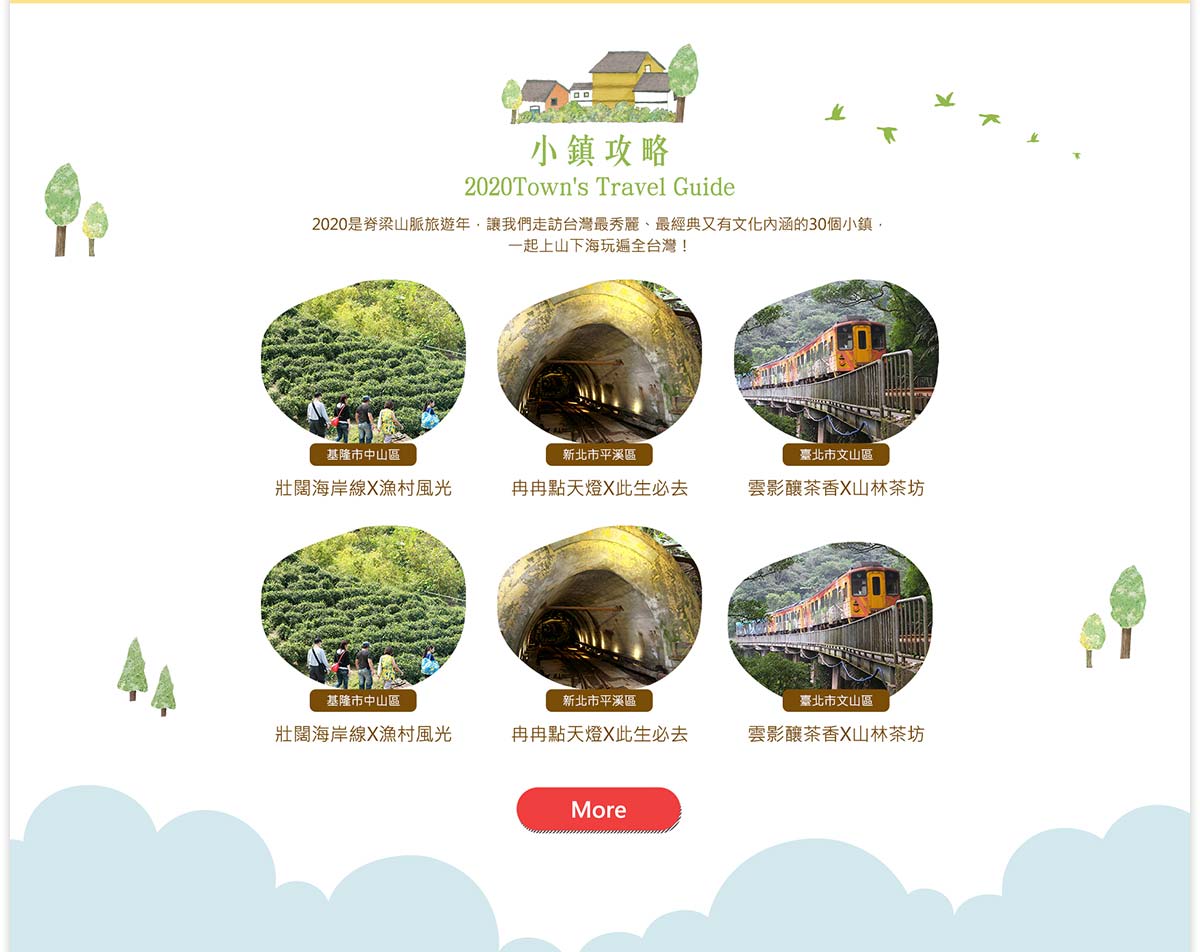 小鎮攻略
2020Town's Travel Guide
2020是脊梁山脈旅遊年，讓我們走訪台灣最秀麗、最經典又有文化內涵的30個小鎮，
一起上山下海玩遍全台灣！
基隆市中山區
新北市平溪區
臺北市文山區
壯闊海岸線X漁村風光
冉冉點天燈X此生必去
雲影釀茶香X山林茶坊
基隆市中山區
新北市平溪區
臺北市文山區
壯闊海岸線X漁村風光
冉冉點天燈X此生必去
雲影釀茶香X山林茶坊
More